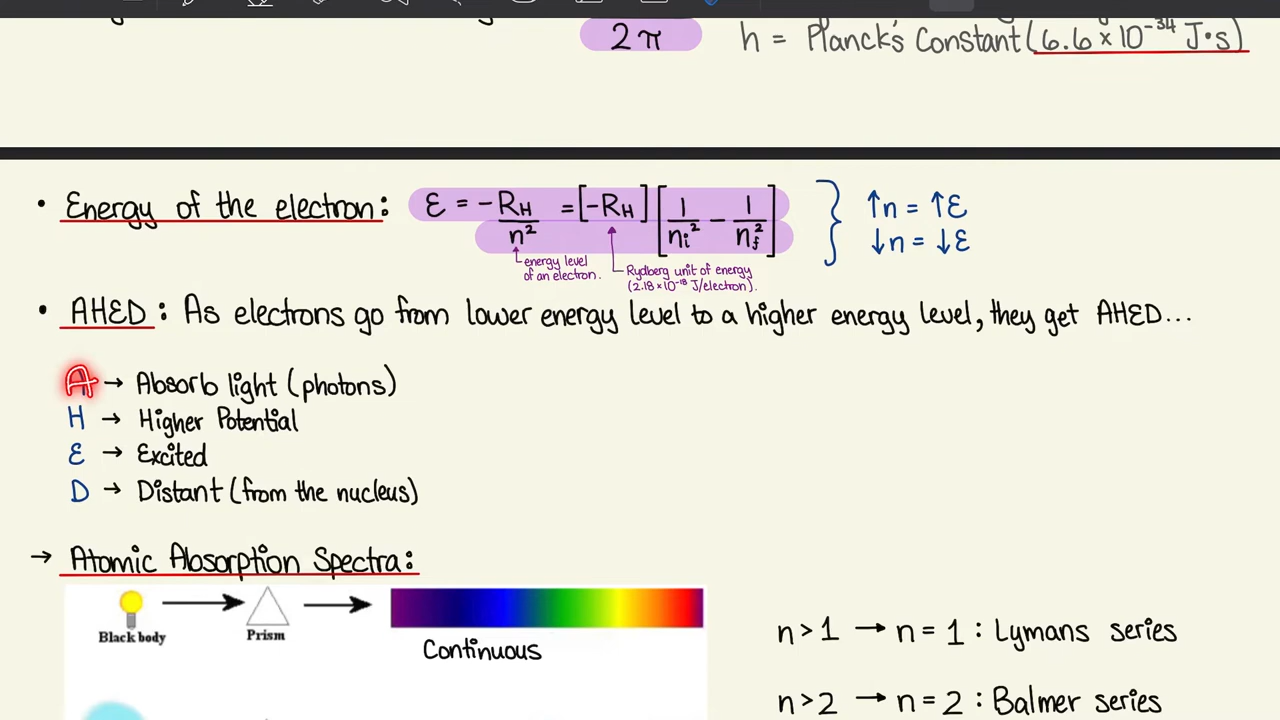 2π h = Planck's Constant (6.6×10⁻³⁴ J·s)
• Energy of the electron: Ɛ = -R_H/n² = [-R_H] [1/nᵢ² - 1/n_f²] } ↑n = ↑Ɛ
↓n = ↓Ɛ
energy level
of an electron.
Rydberg unit of energy
(2.18×10⁻¹⁸ J/electron).
• AHED: As electrons go from lower energy level to a higher energy level, they get AHED...
A → Absorb light (photons)
H → Higher Potential
E → Excited
D → Distant (from the nucleus)
→ Atomic Absorption Spectra:
Black body
Prism
Continuous
n>1 → n=1: Lymans series
n>2 → n=2: Balmer series